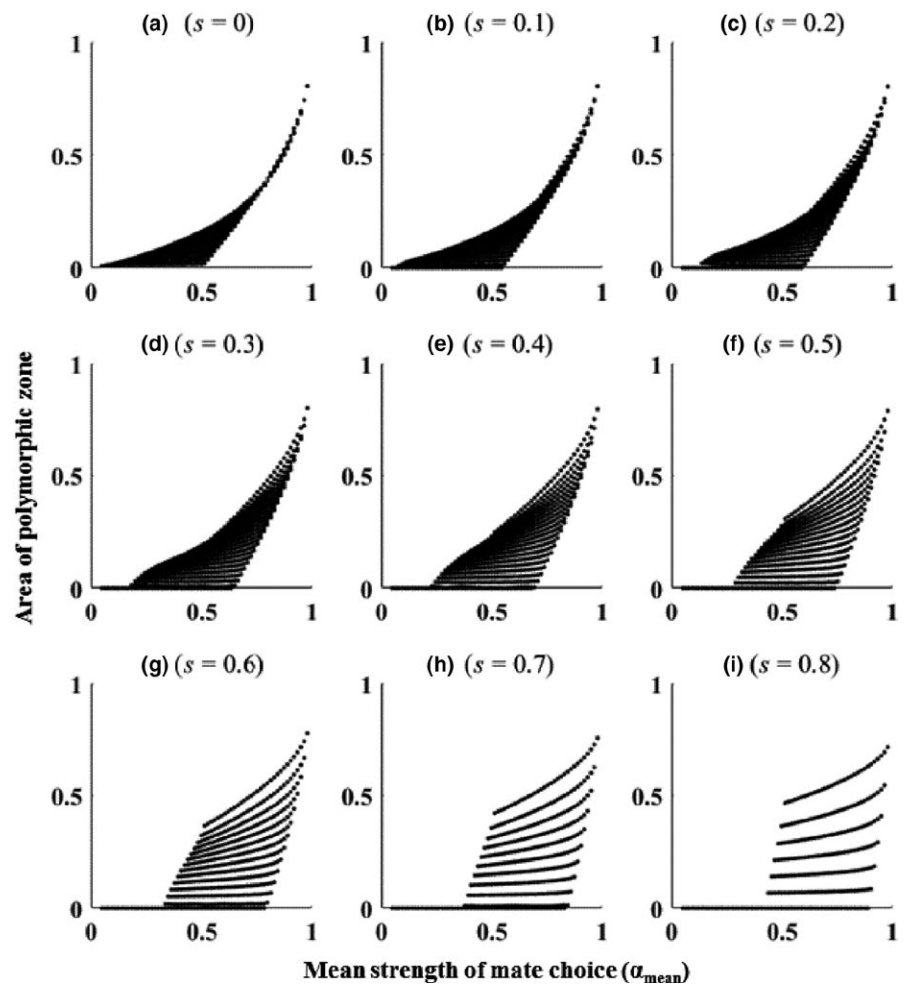 (a) (s = 0) (b) (s = 0.1) (c) (s = 0.2)
1 1 1
0.5 0.5 0.5
0 0 0
0 0.5 1 0 0.5 1 0 0.5 1
(d) (s = 0.3) (e) (s = 0.4) (f) (s = 0.5)
1 1 1
Area of polymorphic zone
0.5 0.5 0.5
0 0 0
0 0.5 1 0 0.5 1 0 0.5 1
(g) (s = 0.6) (h) (s = 0.7) (i) (s = 0.8)
1 1 1
0.5 0.5 0.5
0 0 0
0 0.5 1 0 0.5 1 0 0.5 1
Mean strength of mate choice (αmean)